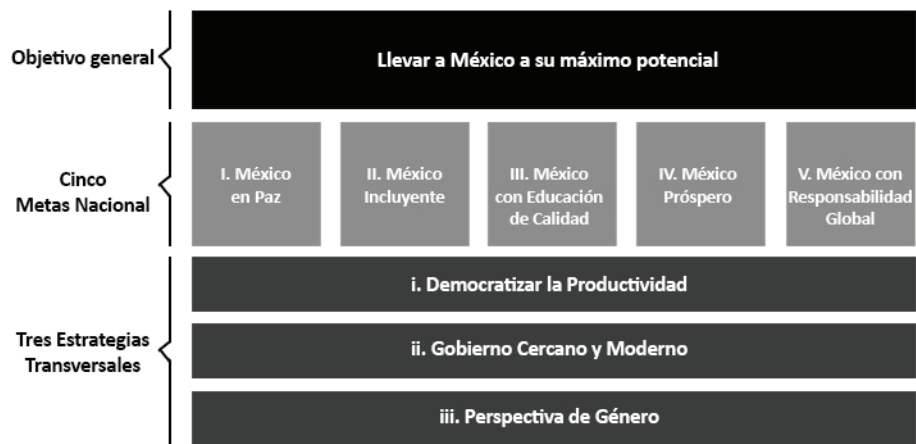 Objetivo general
Llevar a México a su máximo potencial
Cinco
Metas Nacional
I. México
en Paz
II. México
Incluyente
III. México
con Educación
de Calidad
IV. México
Próspero
V. México con
Responsabilidad
Global
Tres Estrategias
Transversales
i. Democratizar la Productividad
ii. Gobierno Cercano y Moderno
iii. Perspectiva de Género